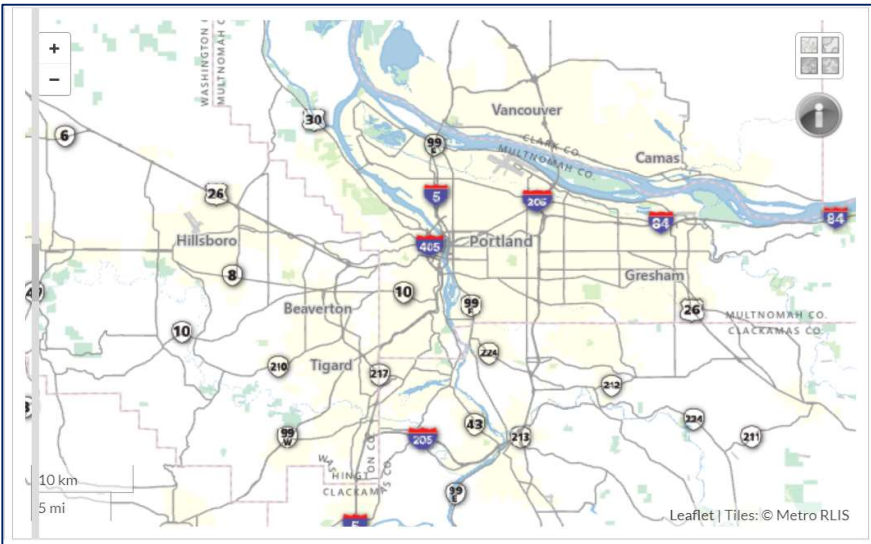 +
−
WASHINGTON CO.
MULTNOMAH CO.
30
99
E
Vancouver
CLARK CO.
MULTNOMAH CO.
Camas
6
26
5
205
84
84
Hillsboro
405
Portland
8
Gresham
47
10
99
E
26
Beaverton
MULTNOMAH CO.
CLACKAMAS CO.
10
224
210
Tigard
217
212
99
W
205
43
213
224
211
WASHINGTON CO.
CLACKAMAS CO.
99
E
5
10 km
5 mi
Leaflet | Tiles: © Metro RLIS